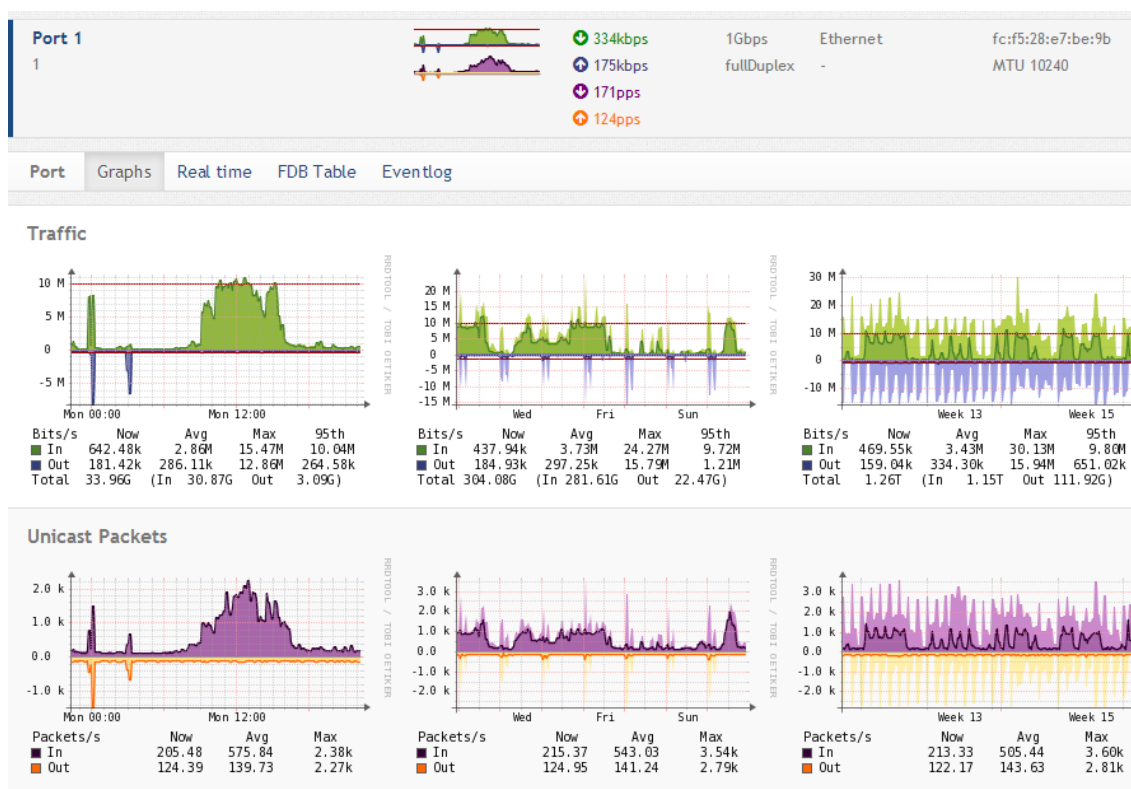 Port 1 334kbps 1Gbps Ethernet fc:f5:28:e7:be:9b
1 175kbps fullDuplex - MTU 10240
171pps
124pps
Port Graphs Real time FDB Table Eventlog
Traffic
10 M
5 M
0
-5 M
Mon 00:00 Mon 12:00
RRDTOOL / TOBI OETIKER
Bits/s Now Avg Max 95th
In 642.48k 2.86M 15.47M 10.04M
Out 181.42k 286.11k 12.86M 264.58k
Total 33.96G (In 30.87G Out 3.09G)
20 M
15 M
10 M
5 M
0
-5 M
-10 M
-15 M
Wed Fri Sun
RRDTOOL / TOBI OETIKER
Bits/s Now Avg Max 95th
In 437.94k 3.73M 24.27M 9.72M
Out 184.93k 297.25k 15.79M 1.21M
Total 304.08G (In 281.61G Out 22.47G)
30 M
20 M
10 M
0
-10 M
Week 13 Week 15
Bits/s Now Avg Max 95th
In 469.55k 3.43M 30.13M 9.80M
Out 159.04k 334.30k 15.94M 651.02k
Total 1.26T (In 1.15T Out 111.92G)
Unicast Packets
2.0 k
1.0 k
0.0
-1.0 k
Mon 00:00 Mon 12:00
RRDTOOL / TOBI OETIKER
Packets/s Now Avg Max
In 205.48 575.84 2.38k
Out 124.39 139.73 2.27k
3.0 k
2.0 k
1.0 k
0.0
-1.0 k
-2.0 k
Wed Fri Sun
RRDTOOL / TOBI OETIKER
Packets/s Now Avg Max
In 215.37 543.03 3.54k
Out 124.95 141.24 2.79k
3.0 k
2.0 k
1.0 k
0.0
-1.0 k
-2.0 k
Week 13 Week 15
Packets/s Now Avg Max
In 213.33 505.44 3.60k
Out 122.17 143.63 2.81k